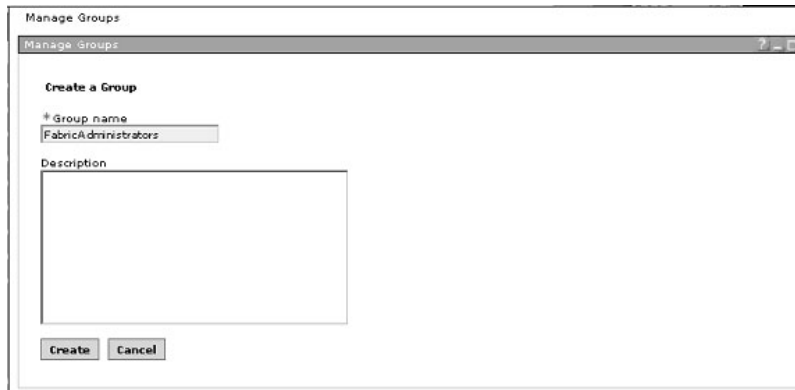 Manage Groups
Manage Groups ? _
Create a Group
*Group name
FabricAdministrators
Description
Create Cancel